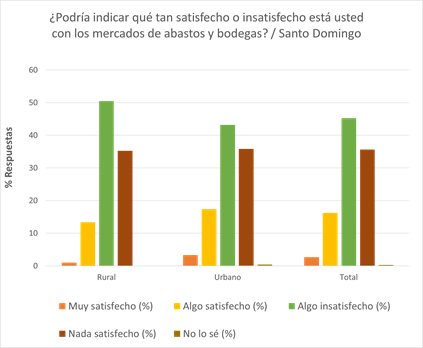 ¿Podría indicar qué tan satisfecho o insatisfecho está usted
con los mercados de abastos y bodegas? / Santo Domingo
60
50
40
30
20
10
0
% Respuestas
Rural
Urbano
Total
Muy satisfecho (%)
Algo satisfecho (%)
Algo insatisfecho (%)
Nada satisfecho (%)
No lo sé (%)